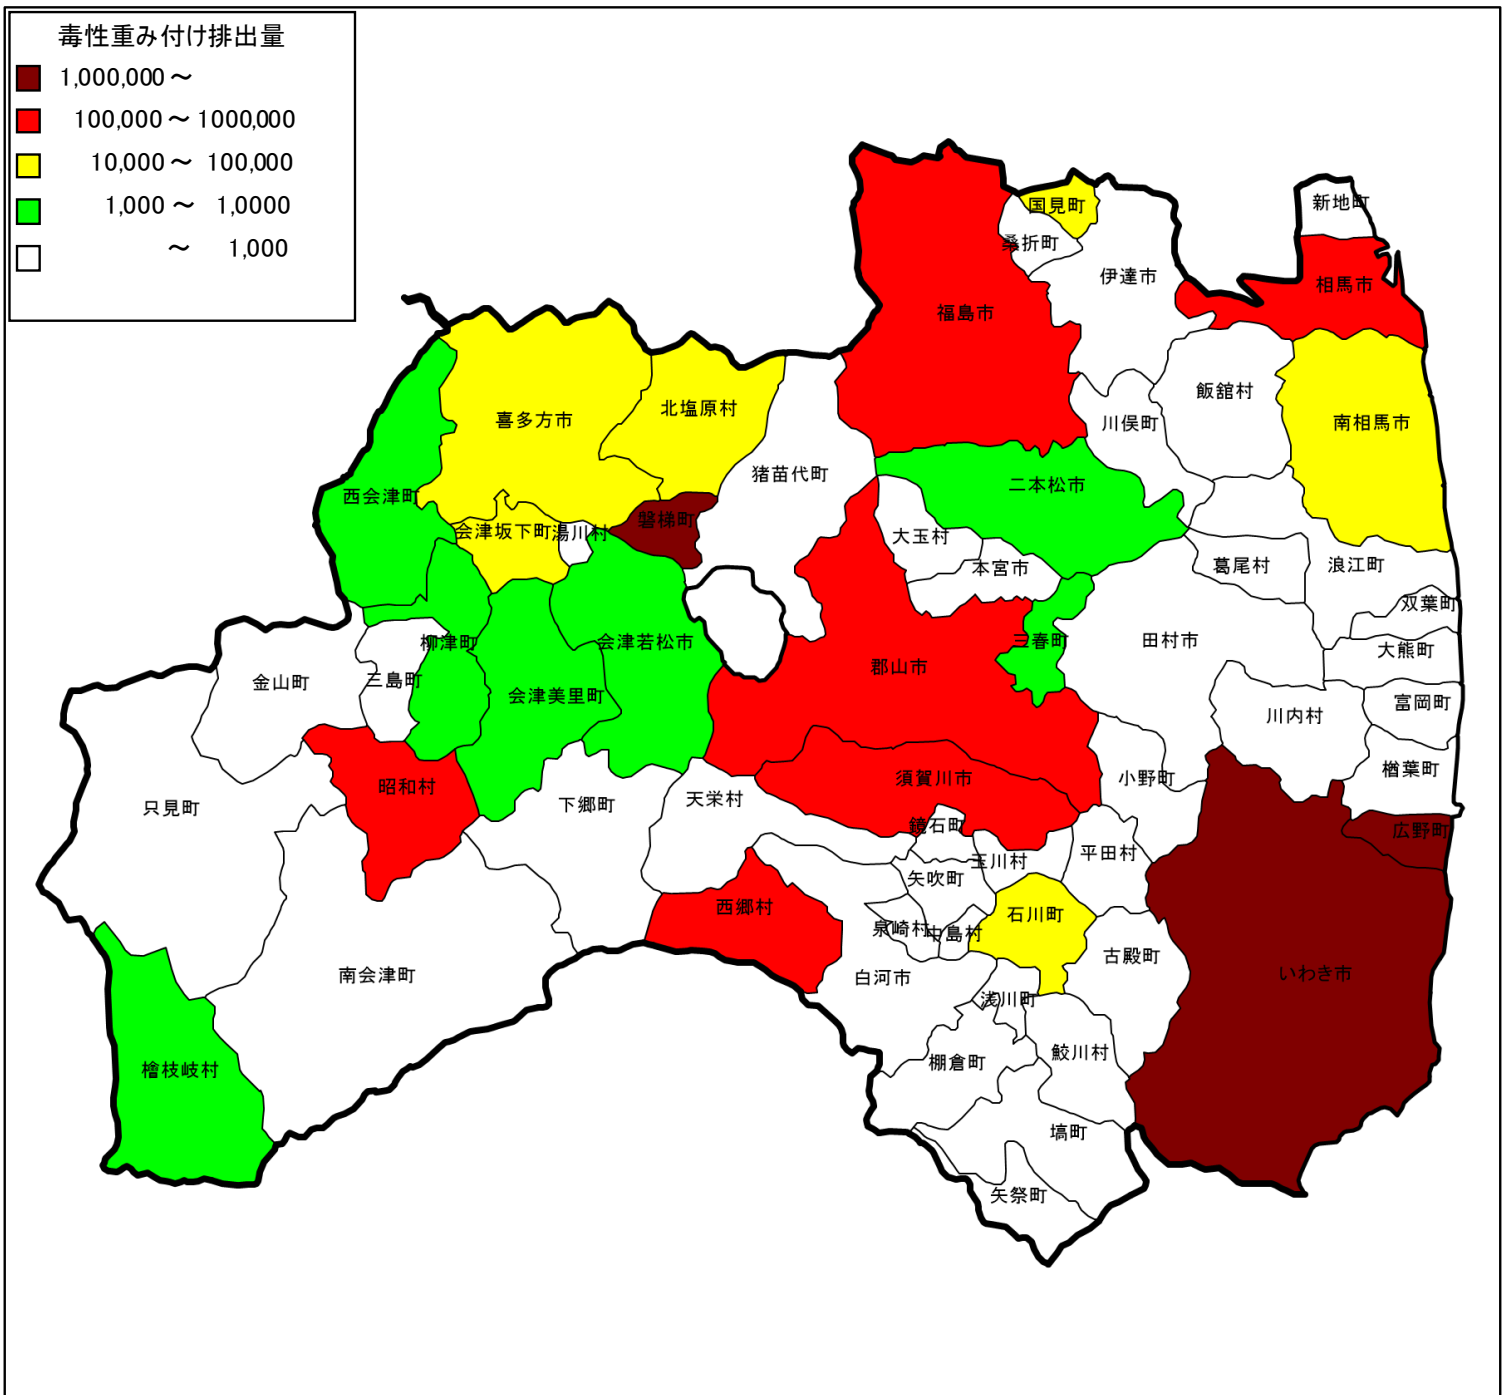 毒性重み付け排出量
1,000,000～
100,000～1000,000
10,000～ 100,000
1,000～ 1,0000
～ 1,000
新地町
国見町
桑折町
伊達市
相馬市
福島市
飯舘村
北塩原村
喜多方市
川俣町
南相馬市
猪苗代町
二本松市
西会津町
磐梯町
会津坂下町
湯川村
大玉村
本宮市
葛尾村
浪江町
双葉町
柳津町
会津若松市
三春町
田村市
大熊町
郡山市
金山町
三島町
会津美里町
富岡町
川内村
楢葉町
須賀川市
小野町
昭和村
天栄村
下郷町
只見町
鏡石町
広野町
平田村
玉川村
矢吹町
西郷村
石川町
泉崎村
中島村
古殿町
南会津町
白河市
いわき市
浅川町
鮫川村
棚倉町
檜枝岐村
塙町
矢祭町